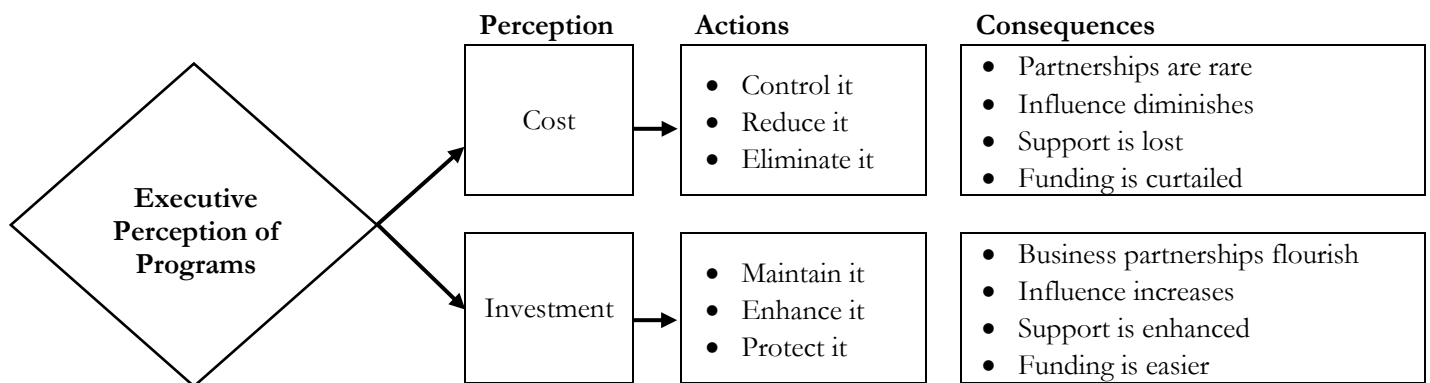 Perception
Actions
Consequences
Executive
Perception of
Programs
Cost
• Control it
• Reduce it
• Eliminate it
• Partnerships are rare
• Influence diminishes
• Support is lost
• Funding is curtailed
Investment
• Maintain it
• Enhance it
• Protect it
• Business partnerships flourish
• Influence increases
• Support is enhanced
• Funding is easier